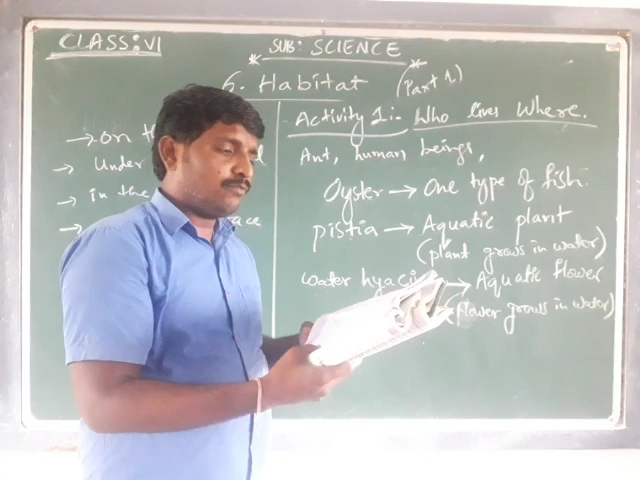 CLASS: VI
SUB: SCIENCE
6. Habitat (Part 1)
→ on
→ Under
→ in the
→
Activity 1:- Who lives Where.
Ant, human beings,
Oyster → One type of fish.
pistia → Aquatic plant
(plant grows in water)
water → Aquatic flower
(flower grows in water)